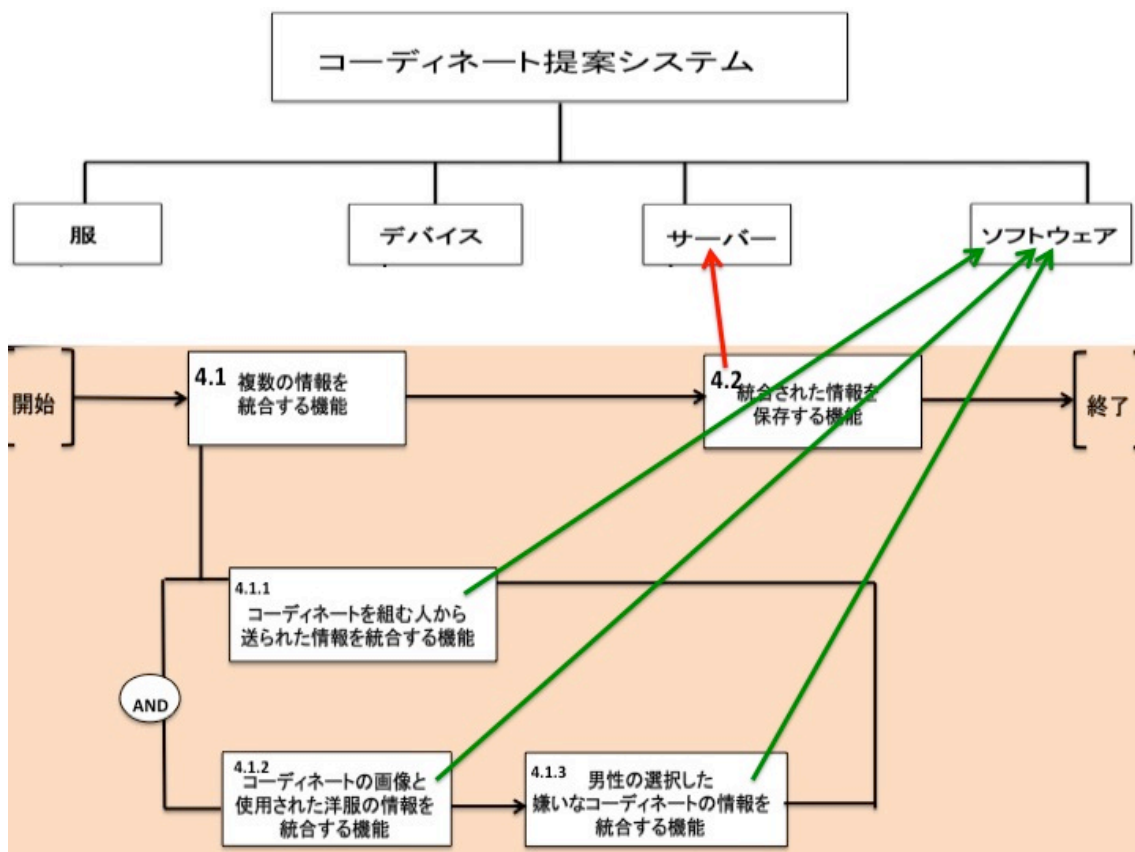 コーディネート提案システム
服
デバイス
サーバー
ソフトウェア
開始
4.1 複数の情報を
統合する機能
4.2 統合された情報を
保存する機能
終了
4.1.1
コーディネートを組む人から
送られた情報を統合する機能
AND
4.1.2
コーディネートの画像と
使用された洋服の情報を
統合する機能
4.1.3
男性の選択した
嫌いなコーディネートの情報を
統合する機能